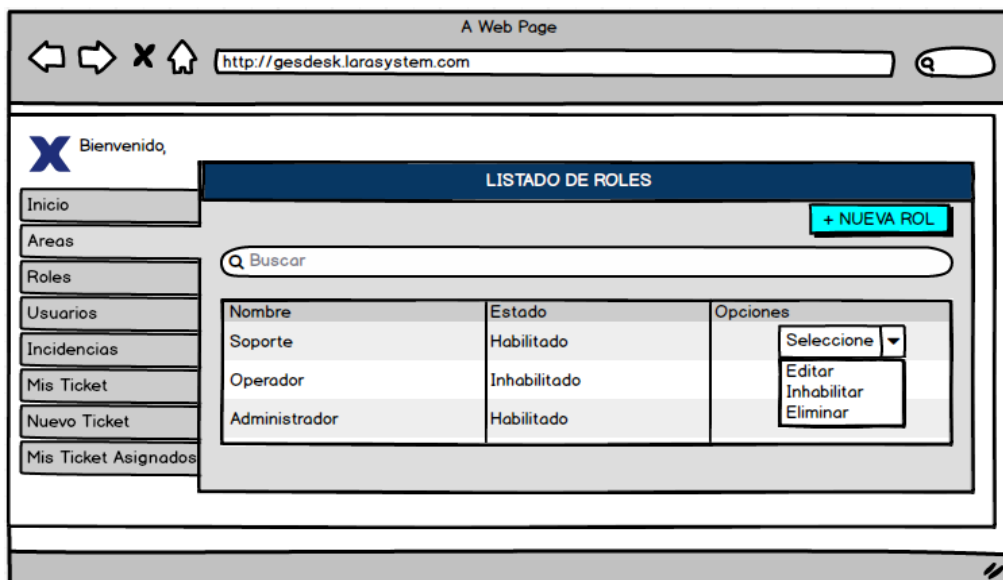 A Web Page
http://gesdesk.larasystem.com
Bienvenido,
Inicio
Areas
Roles
Usuarios
Incidencias
Mis Ticket
Nuevo Ticket
Mis Ticket Asignados
LISTADO DE ROLES
+ NUEVA ROL
Buscar
Nombre Estado Opciones
Soporte Habilitado Seleccione
Editar
Inhabilitar
Eliminar
Operador Inhabilitado
Administrador Habilitado